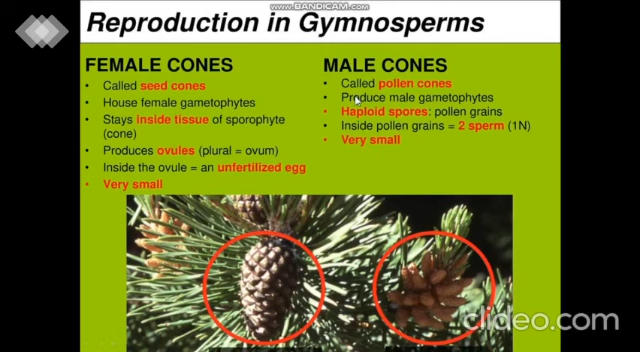 www.BANDICAM.com
Reproduction in Gymnosperms
FEMALE CONES
• Called seed cones
• House female gametophytes
• Stays inside tissue of sporophyte
(cone)
• Produces ovules (plural = ovum)
• Inside the ovule = an unfertilized egg
• Very small
MALE CONES
• Called pollen cones
• Produce male gametophytes
• Haploid spores: pollen grains
• Inside pollen grains = 2 sperm (1N)
• Very small
clideo.com